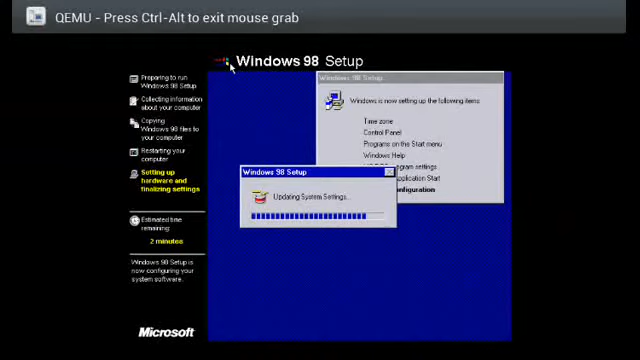 QEMU - Press Ctrl-Alt to exit mouse grab
Windows 98 Setup
Preparing to run
Windows 98 Setup
Collecting information
about your computer
Copying
Windows 98 files to
your computer
Restarting your
computer
Setting up
hardware and
finalizing settings
Estimated time
remaining:
2 minutes
Windows 98 Setup is
now configuring your
system software.
Microsoft
Windows 98 Setup
Windows is now setting up the following items
Time zone
Control Panel
Programs on the Start menu
Windows Help
gram settings
pplication Start
onfiguration
Windows 98 Setup
Updating System Settings...